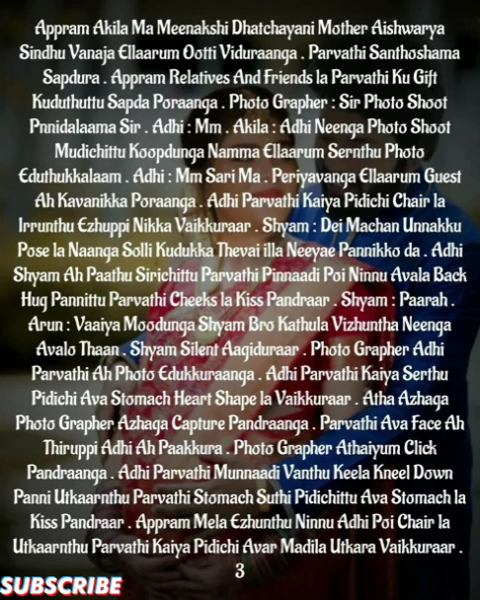 Appram Akila Ma Meenakshi Dhatchayani Mother Aishwarya
Sindhu Vanaja Ellaarum Ootti Viduraanga . Parvathi Santhoshama
Sapdura . Appram Relatives And Friends la Parvathi Ku Gift
Kuduthuttu Sapda Poraanga . Photo Grapher : Sir Photo Shoot
Pnnidalaama Sir . Adhi : Mm . Akila : Adhi Neenga Photo Shoot
Mudichittu Koopdunga Namma Ellaarum Sernthu Photo
Eduthukkalaam . Adhi : Mm Sari Ma . Periyavanga Ellaarum Guest
Ah Kavanikka Poraanga . Adhi Parvathi Kaiya Pidichi Chair la
Irrunthu Ezhuppi Nikka Vaikkuraar . Shyam : Dei Machan Unnakku
Pose la Naanga Solli Kudukka Thevai illa Neeyae Pannikko da . Adhi
Shyam Ah Paathu Sirichittu Parvathi Pinnaadi Poi Ninnu Avala Back
Hug Pannittu Parvathi Cheeks la Kiss Pandraar . Shyam : Paarah .
Arun : Vaaiya Moodunga Shyam Bro Kathula Vizhuntha Neenga
Avalo Thaan . Shyam Silent Aagiduraar . Photo Grapher Adhi
Parvathi Ah Photo Edukkuraanga . Adhi Parvathi Kaiya Serthu
Pidichi Ava Stomach Heart Shape la Vaikkuraar . Atha Azhaga
Photo Grapher Azhaga Capture Pandraanga . Parvathi Ava Face Ah
Thiruppi Adhi Ah Paakkura . Photo Grapher Athaiyum Click
Pandraanga . Adhi Parvathi Munnaadi Vanthu Keela Kneel Down
Panni Utkaarnthu Parvathi Stomach Suthi Pidichittu Ava Stomach la
Kiss Pandraar . Appram Mela Ezhunthu Ninnu Adhi Poi Chair la
Utkaarnthu Parvathi Kaiya Pidichi Avar Madila Utkara Vaikkuraar .
3
SUBSCRIBE